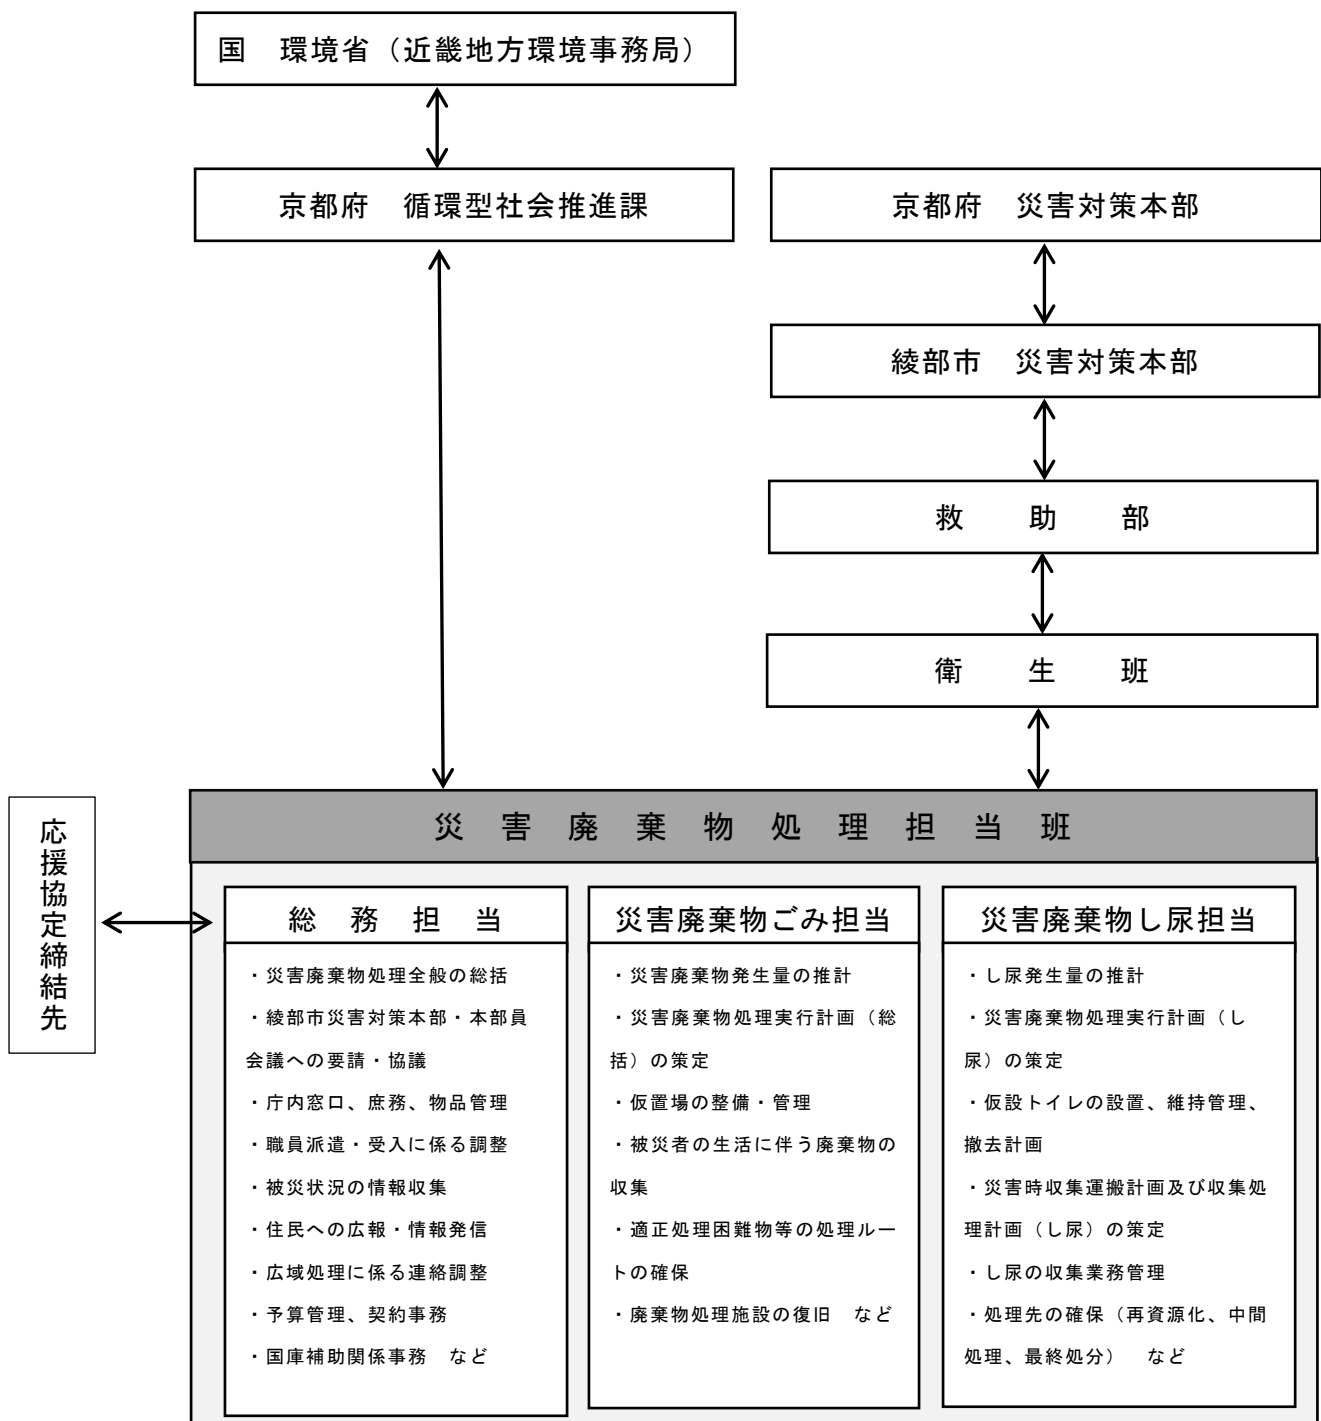 国　環境省（近畿地方環境事務局）
京都府　循環型社会推進課
京都府　災害対策本部
綾部市　災害対策本部
救　助　部
衛　生　班
災　害　廃　棄　物　処　理　担　当　班
応援協定締結先
総　務　担　当
・災害廃棄物処理全般の総括
・綾部市災害対策本部・本部員
会議への要請・協議
・庁内窓口、庶務、物品管理
・職員派遣・受入に係る調整
・被災状況の情報収集
・住民への広報・情報発信
・広域処理に係る連絡調整
・予算管理、契約事務
・国庫補助関係事務　など
災害廃棄物ごみ担当
・災害廃棄物発生量の推計
・災害廃棄物処理実行計画（総
括）の策定
・仮置場の整備・管理
・被災者の生活に伴う廃棄物の
収集
・適正処理困難物等の処理ルー
トの確保
・廃棄物処理施設の復旧　など
災害廃棄物し尿担当
・し尿発生量の推計
・災害廃棄物処理実行計画（し
尿）の策定
・仮設トイレの設置、維持管理、
撤去計画
・災害時収集運搬計画及び収集処
理計画（し尿）の策定
・し尿の収集業務管理
・処理先の確保（再資源化、中間
処理、最終処分）　など